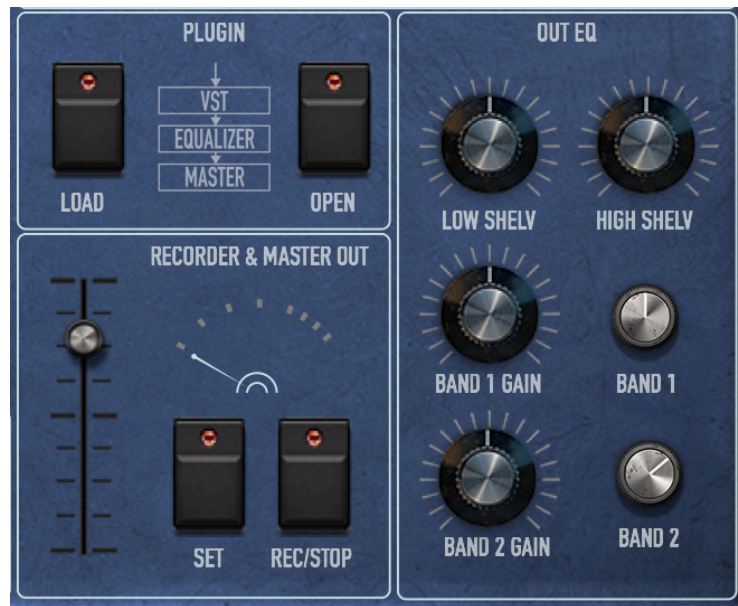 PLUGIN
VST
EQUALIZER
MASTER
LOAD
OPEN
OUT EQ
LOW SHELV
HIGH SHELV
BAND 1 GAIN
BAND 1
BAND 2 GAIN
BAND 2
RECORDER & MASTER OUT
SET
REC/STOP